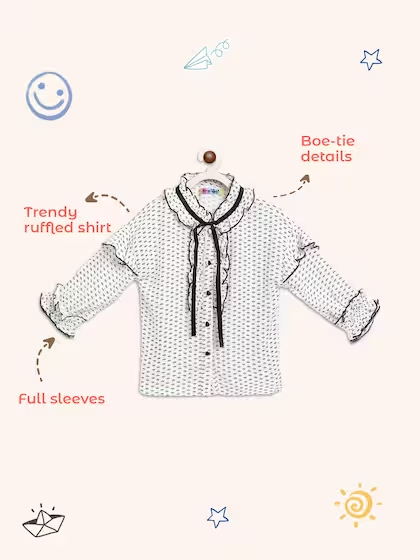 Boe-tie
details
Trendy
ruffled shirt
Full sleeves